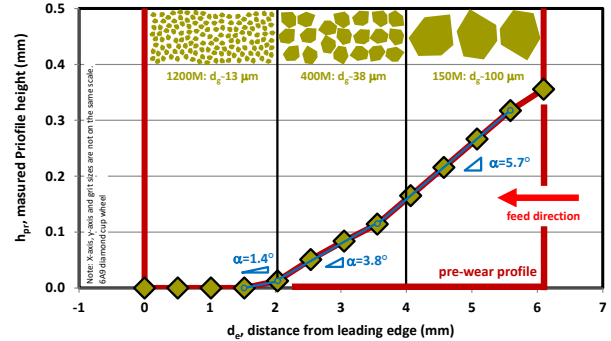 0.5
0.4
0.3
0.2
0.1
0.0
hpr, masured Priofile height (mm)
Note: X-axis, y-axis and grit sizes are not on the same scale.
6A9 diamond cup wheel
1200M: dg-13 µm
400M: dg-38 µm
150M: dg-100 µm
α=5.7°
feed direction
α=1.4°
α=3.8°
pre-wear profile
-1 0 1 2 3 4 5 6 7
de, distance from leading edge (mm)